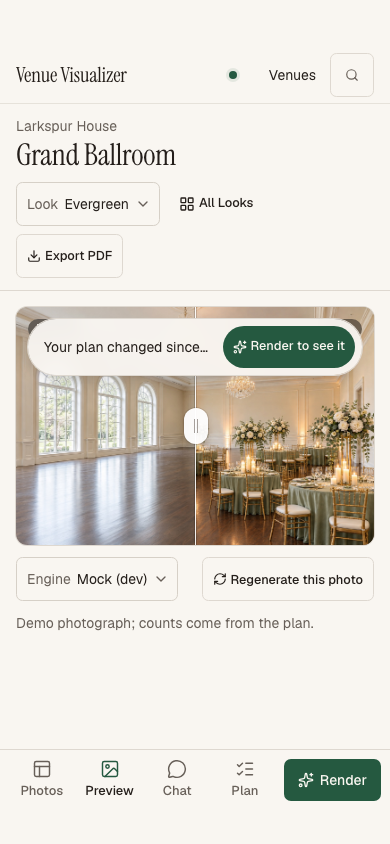 Venue Visualizer
Venues
Larkspur House
Grand Ballroom
Look Evergreen
All Looks
Export PDF
Your plan changed since...
Render to see it
Engine Mock (dev)
Regenerate this photo
Demo photograph; counts come from the plan.
Photos
Preview
Chat
Plan
Render